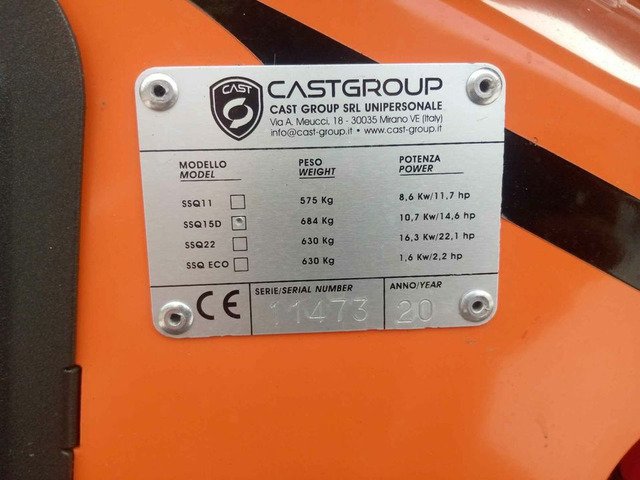 CAST
CASTGROUP
CAST GROUP SRL UNIPERSONALE
Via A. Meucci, 18 - 30035 Mirano VE (Italy)
info@cast-group.it • www.cast-group.it
MODELLO PESO POTENZA
MODEL WEIGHT POWER
SSQ11 575 Kg 8,6 Kw/11,7 hp
SSQ15D 684 Kg 10,7 Kw/14,6 hp
SSQ22 630 Kg 16,3 Kw/22,1 hp
SSQ ECO 630 Kg 1,6 Kw/2,2 hp
CE SERIE/SERIAL NUMBER ANNO/YEAR
11473 20